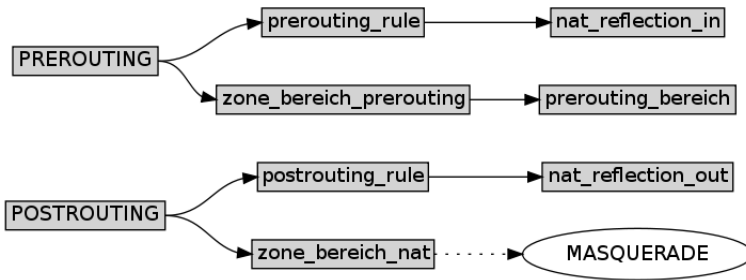 prerouting_rule
nat_reflection_in
PREROUTING
zone_bereich_prerouting
prerouting_bereich
postrouting_rule
nat_reflection_out
POSTROUTING
zone_bereich_nat
MASQUERADE